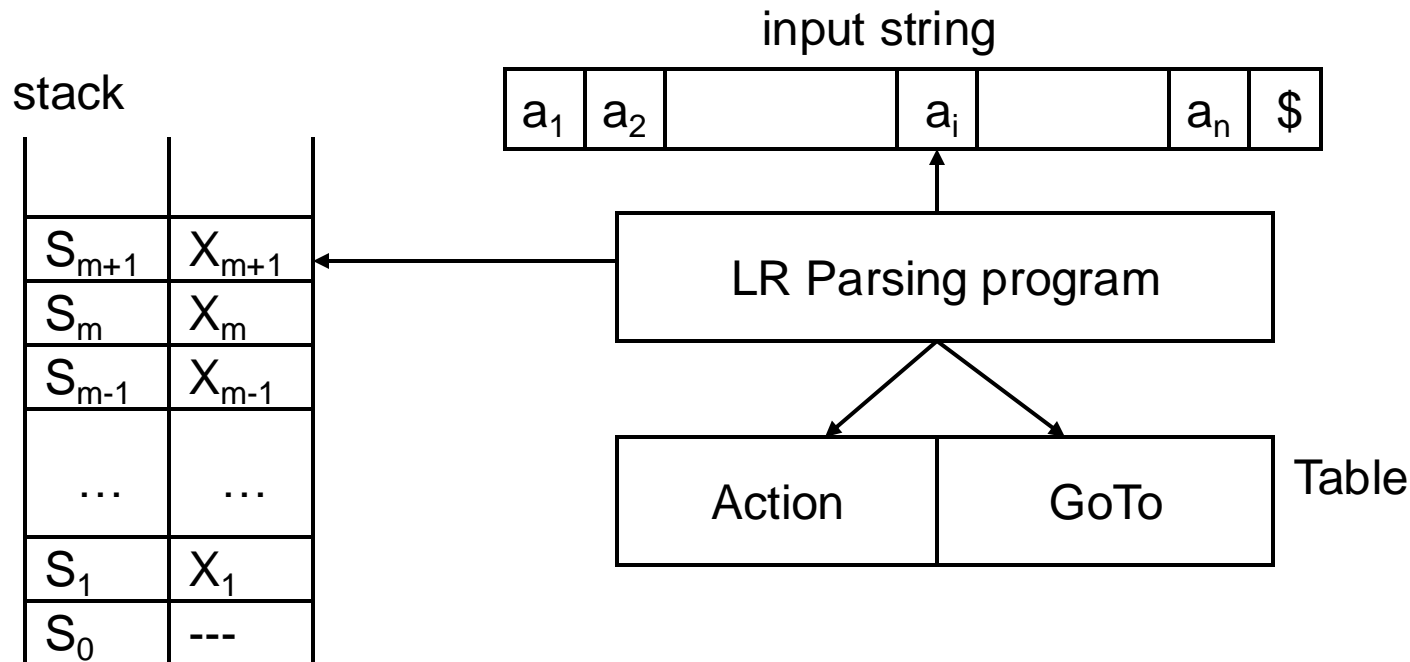 input string
stack
a₁ a₂ aᵢ aₙ $
Sₘ₊₁ Xₘ₊₁
LR Parsing program
Sₘ Xₘ
Sₘ₋₁ Xₘ₋₁
... ...
Action GoTo Table
S₁ X₁
S₀ ---